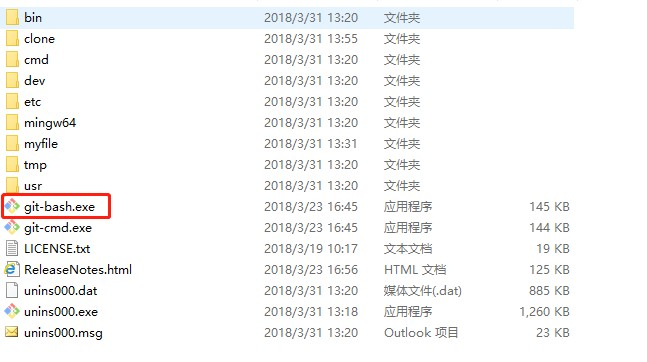 bin 2018/3/31 13:20 文件夹
clone 2018/3/31 13:55 文件夹
cmd 2018/3/31 13:20 文件夹
dev 2018/3/31 13:20 文件夹
etc 2018/3/31 13:20 文件夹
mingw64 2018/3/31 13:20 文件夹
myfile 2018/3/31 13:31 文件夹
tmp 2018/3/31 13:20 文件夹
usr 2018/3/31 13:20 文件夹
git-bash.exe 2018/3/23 16:45 应用程序 145 KB
git-cmd.exe 2018/3/23 16:45 应用程序 144 KB
LICENSE.txt 2018/3/19 10:17 文本文档 19 KB
ReleaseNotes.html 2018/3/23 16:56 HTML 文档 125 KB
unins000.dat 2018/3/31 13:20 媒体文件(.dat) 885 KB
unins000.exe 2018/3/31 13:18 应用程序 1,260 KB
unins000.msg 2018/3/31 13:20 Outlook 项目 23 KB